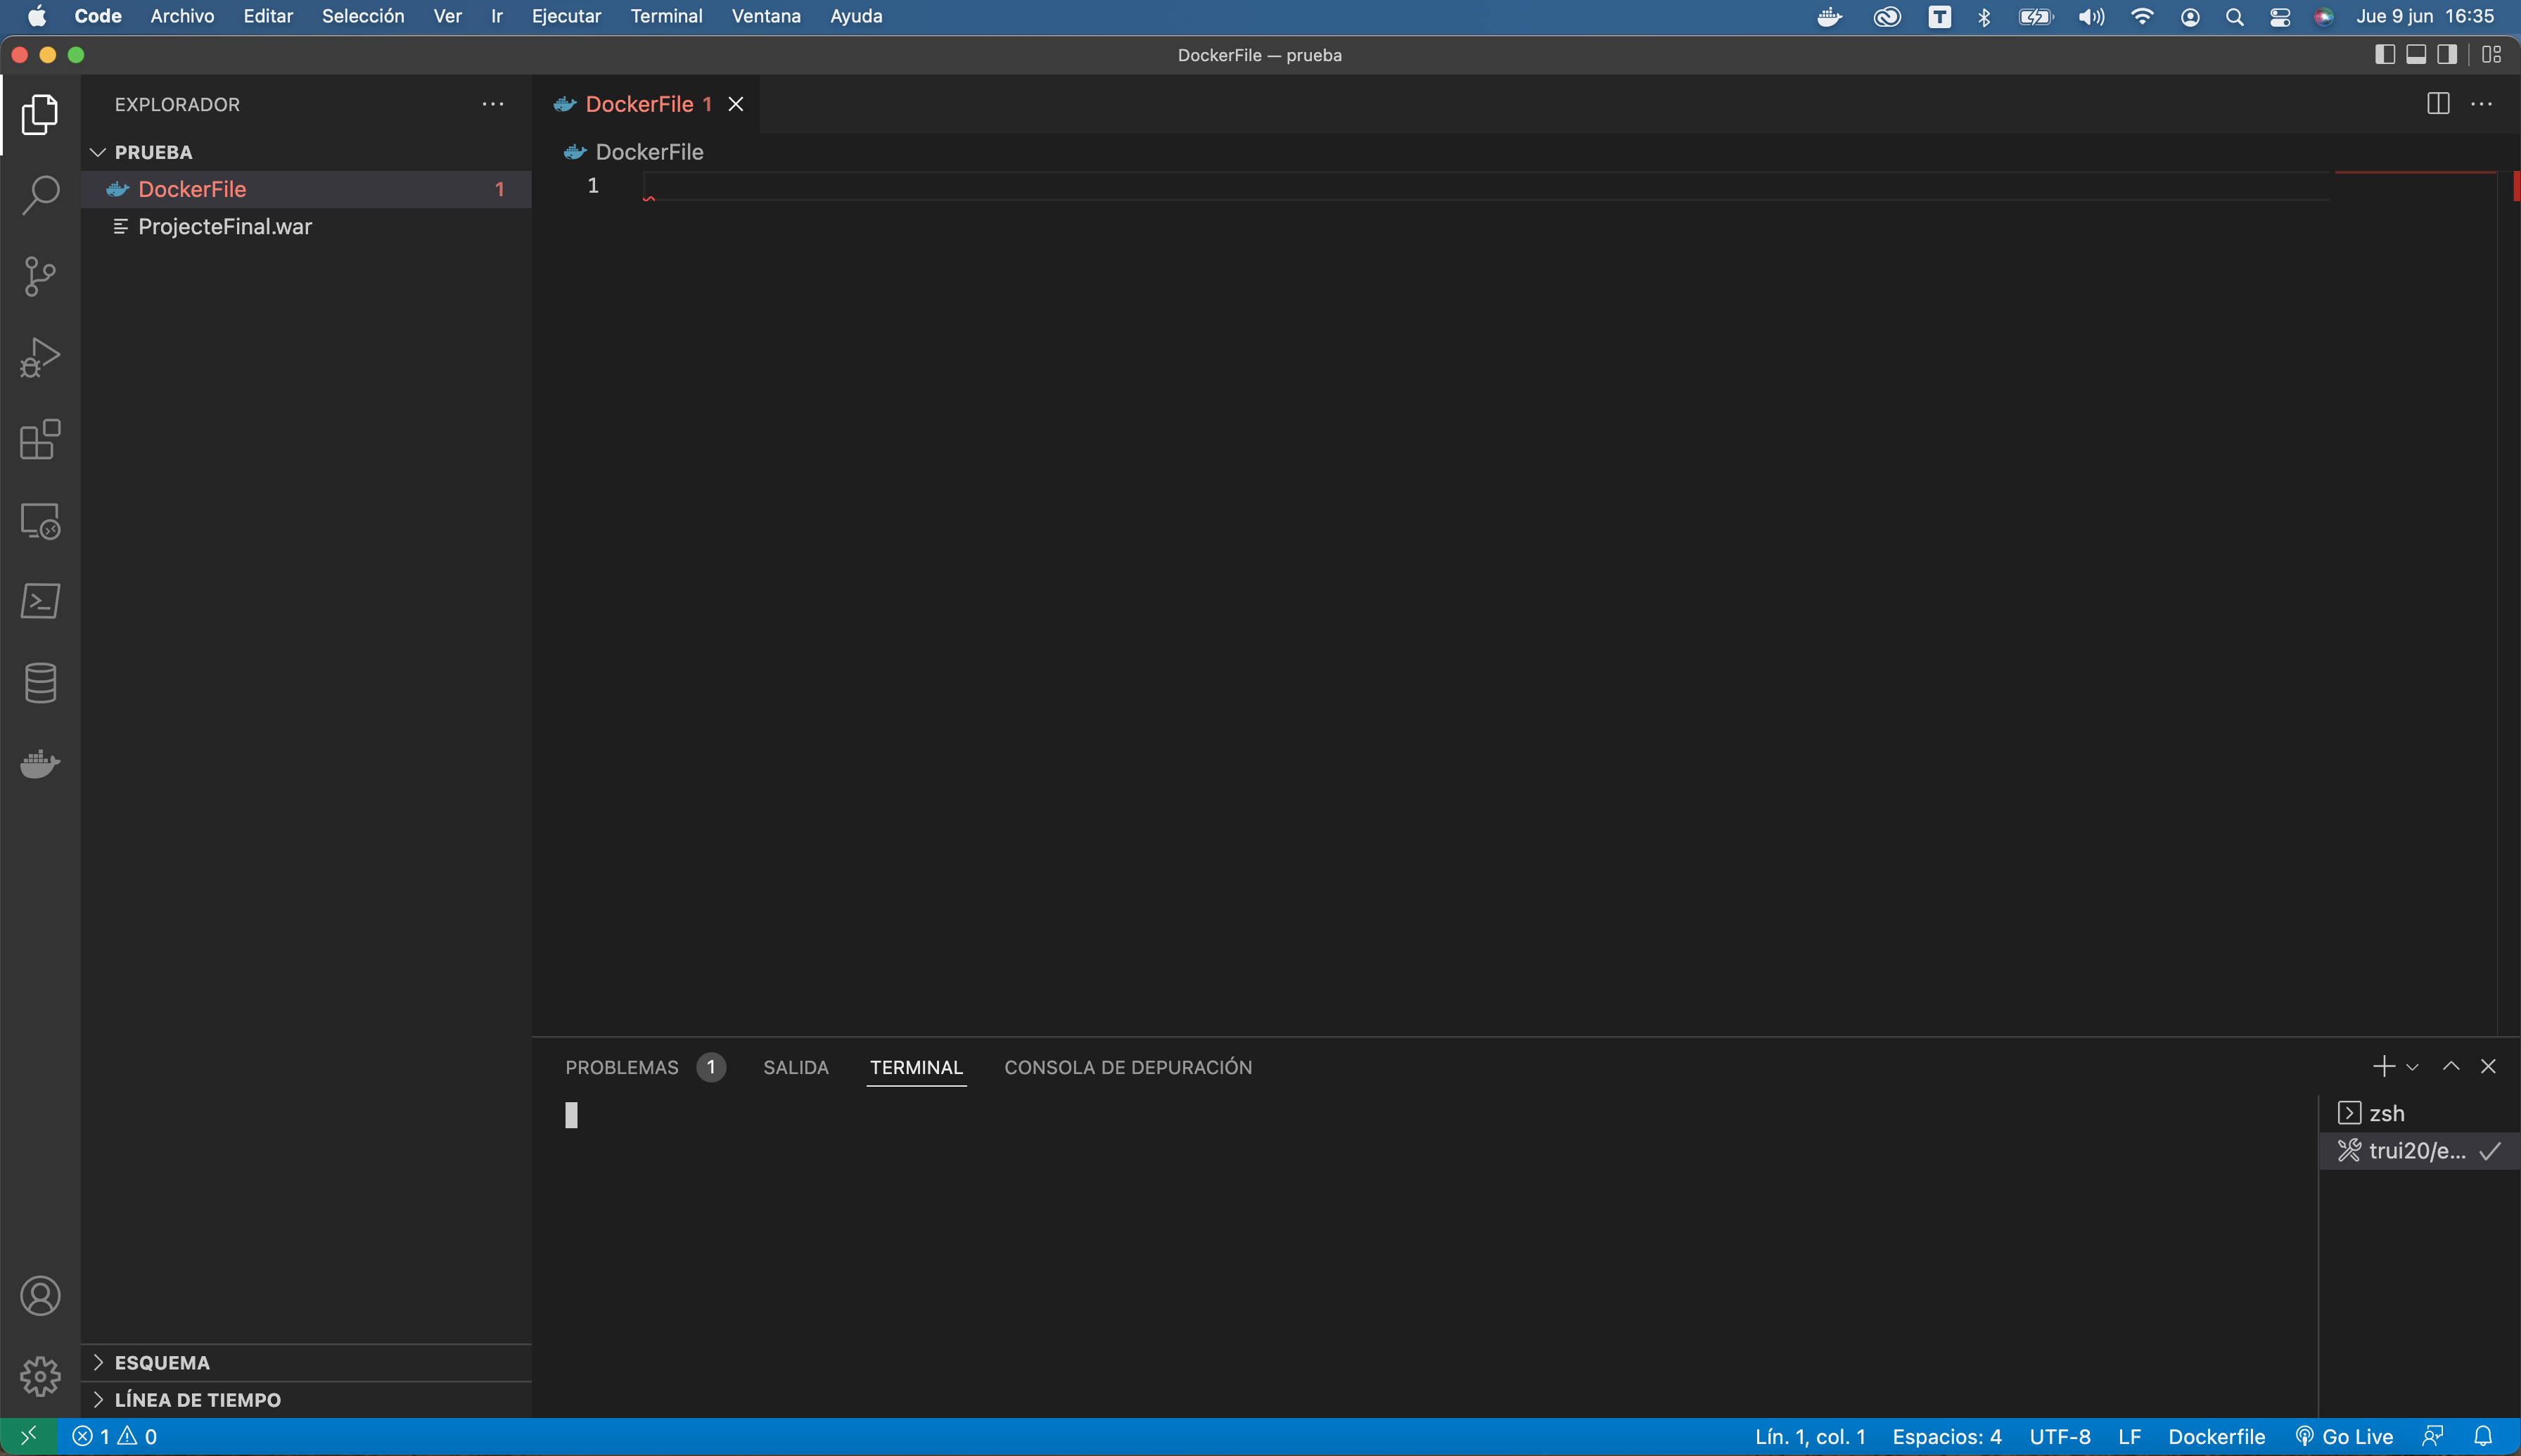 Code Archivo Editar Selección Ver Ir Ejecutar Terminal Ventana Ayuda T Jue 9 jun 16:35
DockerFile — prueba
EXPLORADOR
PRUEBA
DockerFile 1
ProjecteFinal.war
ESQUEMA
LÍNEA DE TIEMPO
DockerFile 1
DockerFile
1
PROBLEMAS 1 SALIDA TERMINAL CONSOLA DE DEPURACIÓN
zsh
trui20/e...
1 0 Lín. 1, col. 1 Espacios: 4 UTF-8 LF Dockerfile Go Live